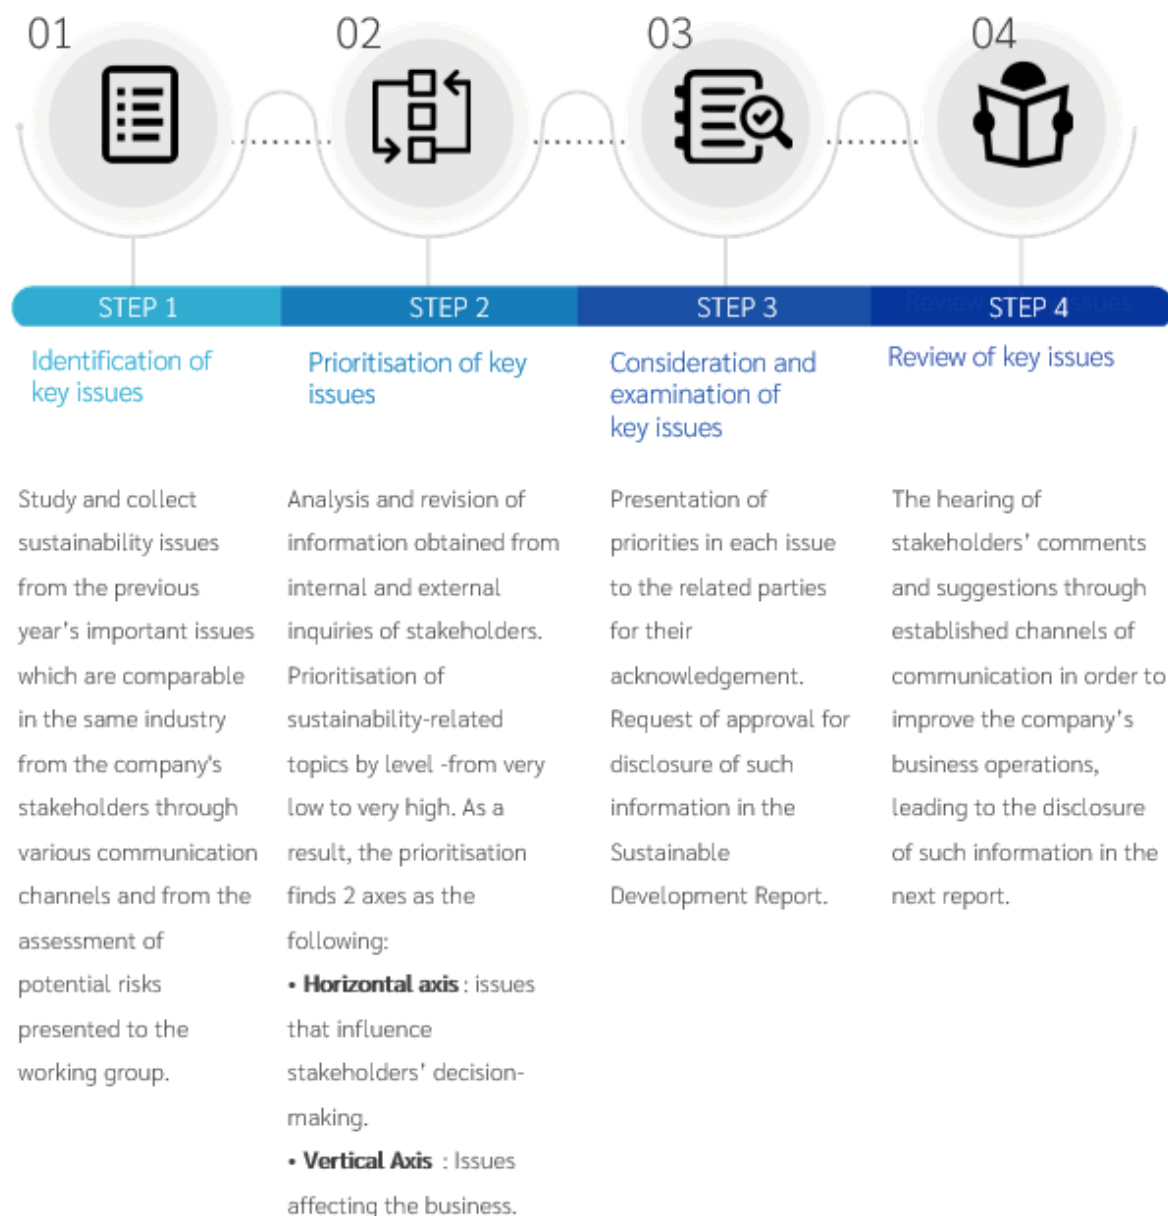 01
02
03
04
STEP 1
STEP 2
STEP 3
STEP 4
Review of key issues
Identification of
key issues
Prioritisation of key
issues
Consideration and
examination of
key issues
Review of key issues
Study and collect
sustainability issues
from the previous
year's important issues
which are comparable
in the same industry
from the company's
stakeholders through
various communication
channels and from the
assessment of
potential risks
presented to the
working group.
Analysis and revision of
information obtained from
internal and external
inquiries of stakeholders.
Prioritisation of
sustainability-related
topics by level -from very
low to very high. As a
result, the prioritisation
finds 2 axes as the
following:
• Horizontal axis : issues
that influence
stakeholders' decision-
making.
• Vertical Axis : Issues
affecting the business.
Presentation of
priorities in each issue
to the related parties
for their
acknowledgement.
Request of approval for
disclosure of such
information in the
Sustainable
Development Report.
The hearing of
stakeholders' comments
and suggestions through
established channels of
communication in order to
improve the company's
business operations,
leading to the disclosure
of such information in the
next report.